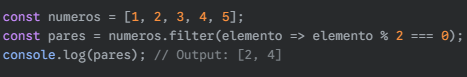 const numeros = [1, 2, 3, 4, 5];
const pares = numeros.filter(elemento => elemento % 2 === 0);
console.log(pares); // Output: [2, 4]